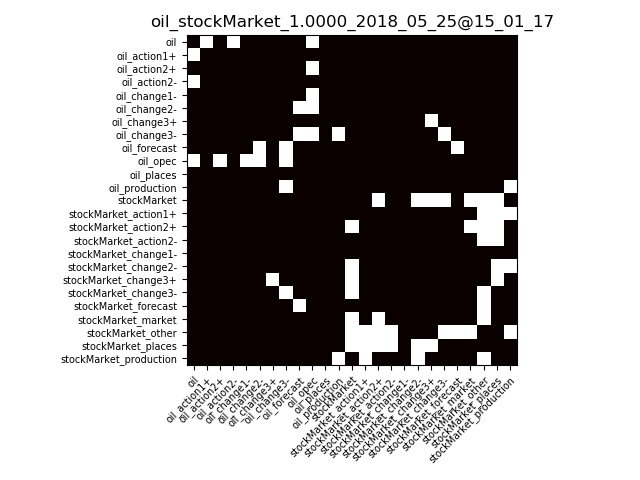 oil_stockMarket_1.0000_2018_05_25@15_01_17
oil
oil_action1+
oil_action2+
oil_action2-
oil_change1-
oil_change2-
oil_change3+
oil_change3-
oil_forecast
oil_opec
oil_places
oil_production
stockMarket
stockMarket_action1+
stockMarket_action2+
stockMarket_action2-
stockMarket_change1-
stockMarket_change2-
stockMarket_change3+
stockMarket_change3-
stockMarket_forecast
stockMarket_market
stockMarket_other
stockMarket_places
stockMarket_production
oil
oil_action1+
oil_action2+
oil_action2-
oil_change1-
oil_change2-
oil_change3+
oil_change3-
oil_forecast
oil_opec
oil_places
oil_production
stockMarket
stockMarket_action1+
stockMarket_action2+
stockMarket_action2-
stockMarket_change1-
stockMarket_change2-
stockMarket_change3+
stockMarket_change3-
stockMarket_forecast
stockMarket_market
stockMarket_other
stockMarket_places
stockMarket_production